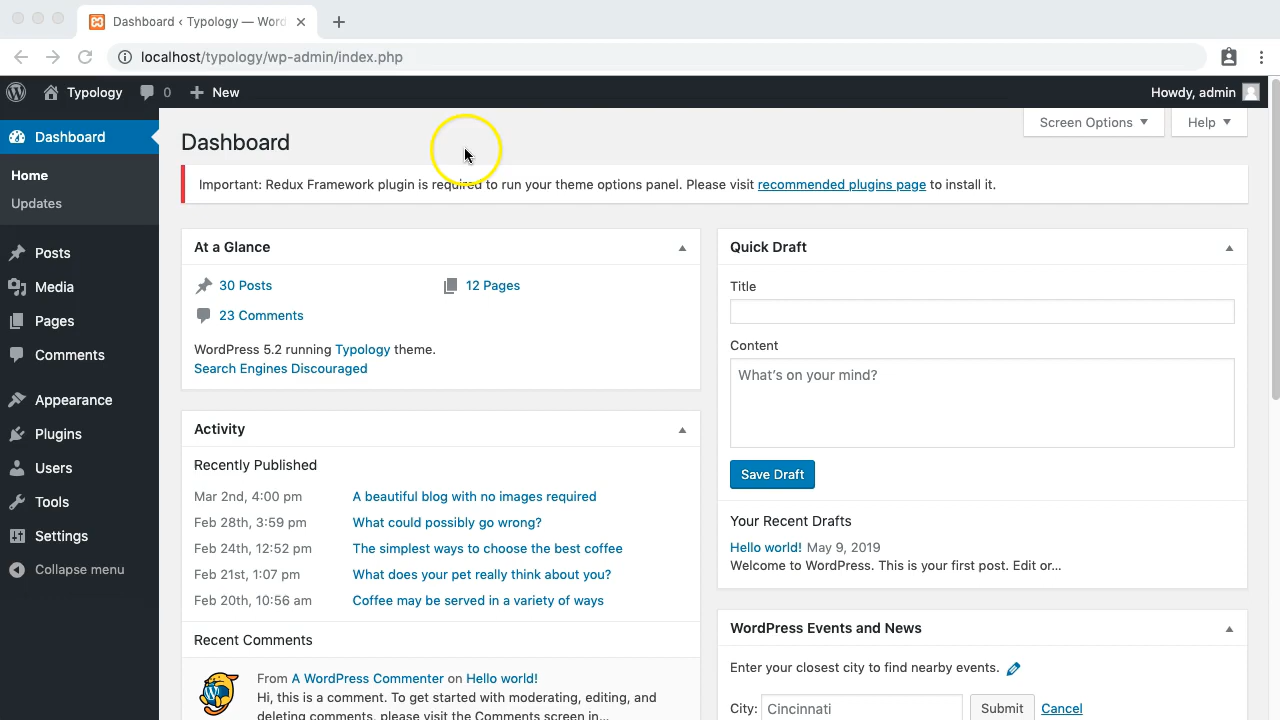 Dashboard ‹ Typology — Word
localhost/typology/wp-admin/index.php
Typology 0 New Howdy, admin
Dashboard
Home
Updates
Posts
Media
Pages
Comments
Appearance
Plugins
Users
Tools
Settings
Collapse menu
Screen Options Help
Dashboard
Important: Redux Framework plugin is required to run your theme options panel. Please visit recommended plugins page to install it.
At a Glance
30 Posts 12 Pages
23 Comments
WordPress 5.2 running Typology theme.
Search Engines Discouraged
Activity
Recently Published
Mar 2nd, 4:00 pm A beautiful blog with no images required
Feb 28th, 3:59 pm What could possibly go wrong?
Feb 24th, 12:52 pm The simplest ways to choose the best coffee
Feb 21st, 1:07 pm What does your pet really think about you?
Feb 20th, 10:56 am Coffee may be served in a variety of ways
Recent Comments
From A WordPress Commenter on Hello world!
Hi, this is a comment. To get started with moderating, editing, and
deleting comments, please visit the Comments screen in...
Quick Draft
Title
Content
What's on your mind?
Save Draft
Your Recent Drafts
Hello world! May 9, 2019
Welcome to WordPress. This is your first post. Edit or...
WordPress Events and News
Enter your closest city to find nearby events.
City: Cincinnati Submit Cancel